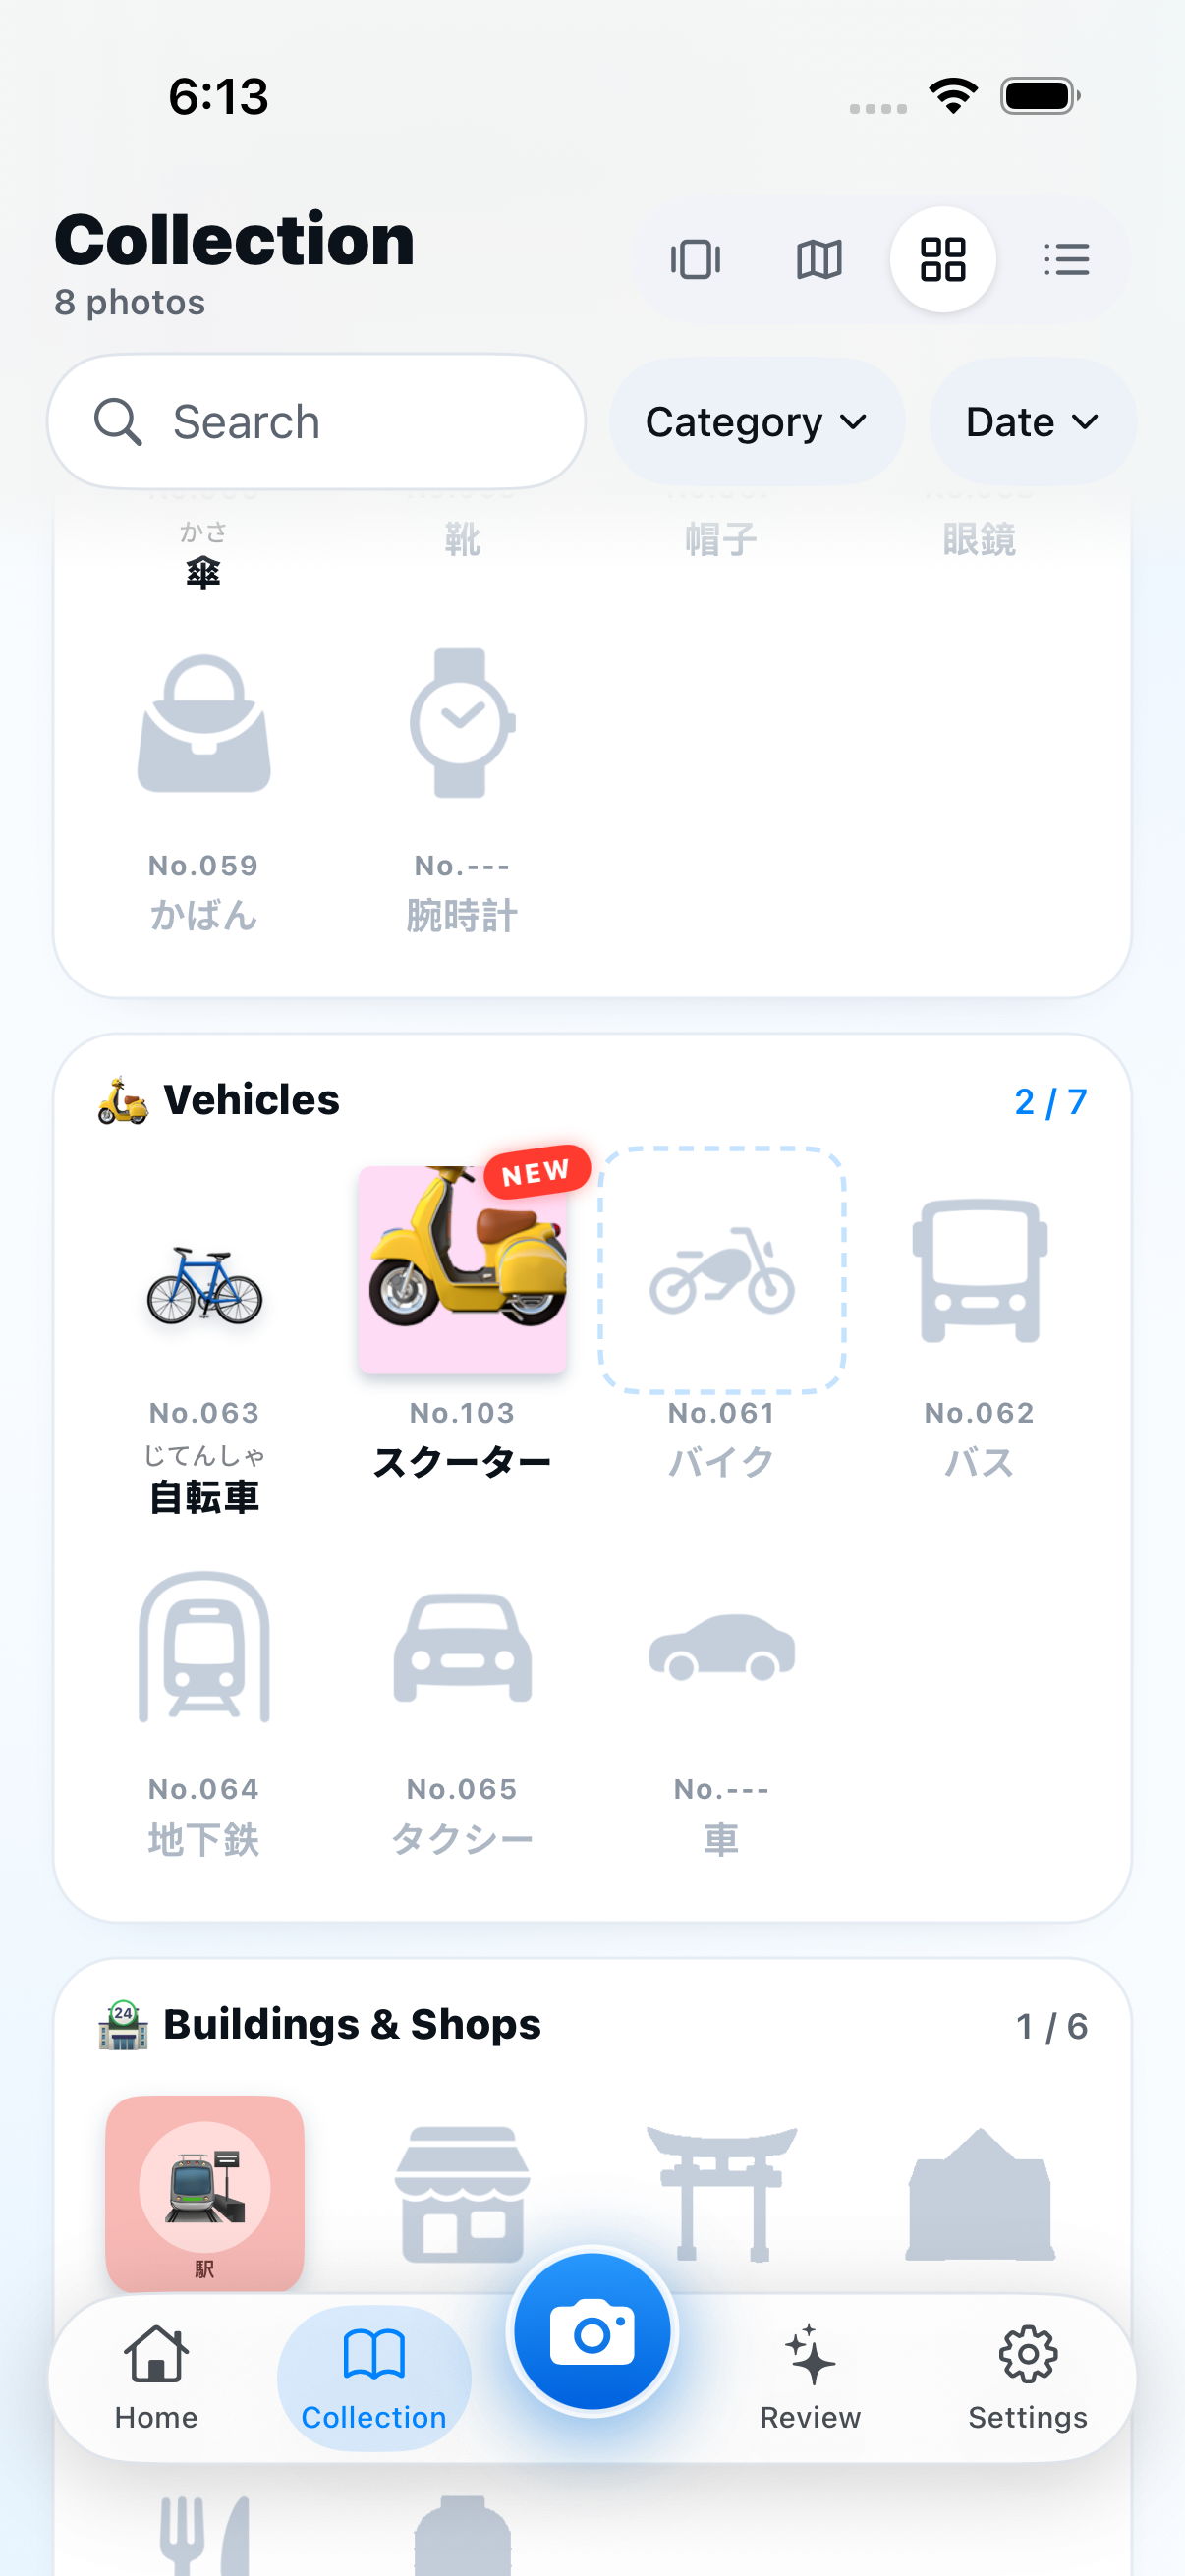 6:13
Collection
8 photos
Search
Category
Date
かさ
傘
靴
帽子
眼鏡
No.059
No.---
かばん
腕時計
Vehicles
2 / 7
NEW
No.063
No.103
No.061
No.062
じてんしゃ
自転車
スクーター
バイク
バス
No.064
No.065
No.---
地下鉄
タクシー
車
24
Buildings & Shops
1 / 6
駅
Home
Collection
Review
Settings